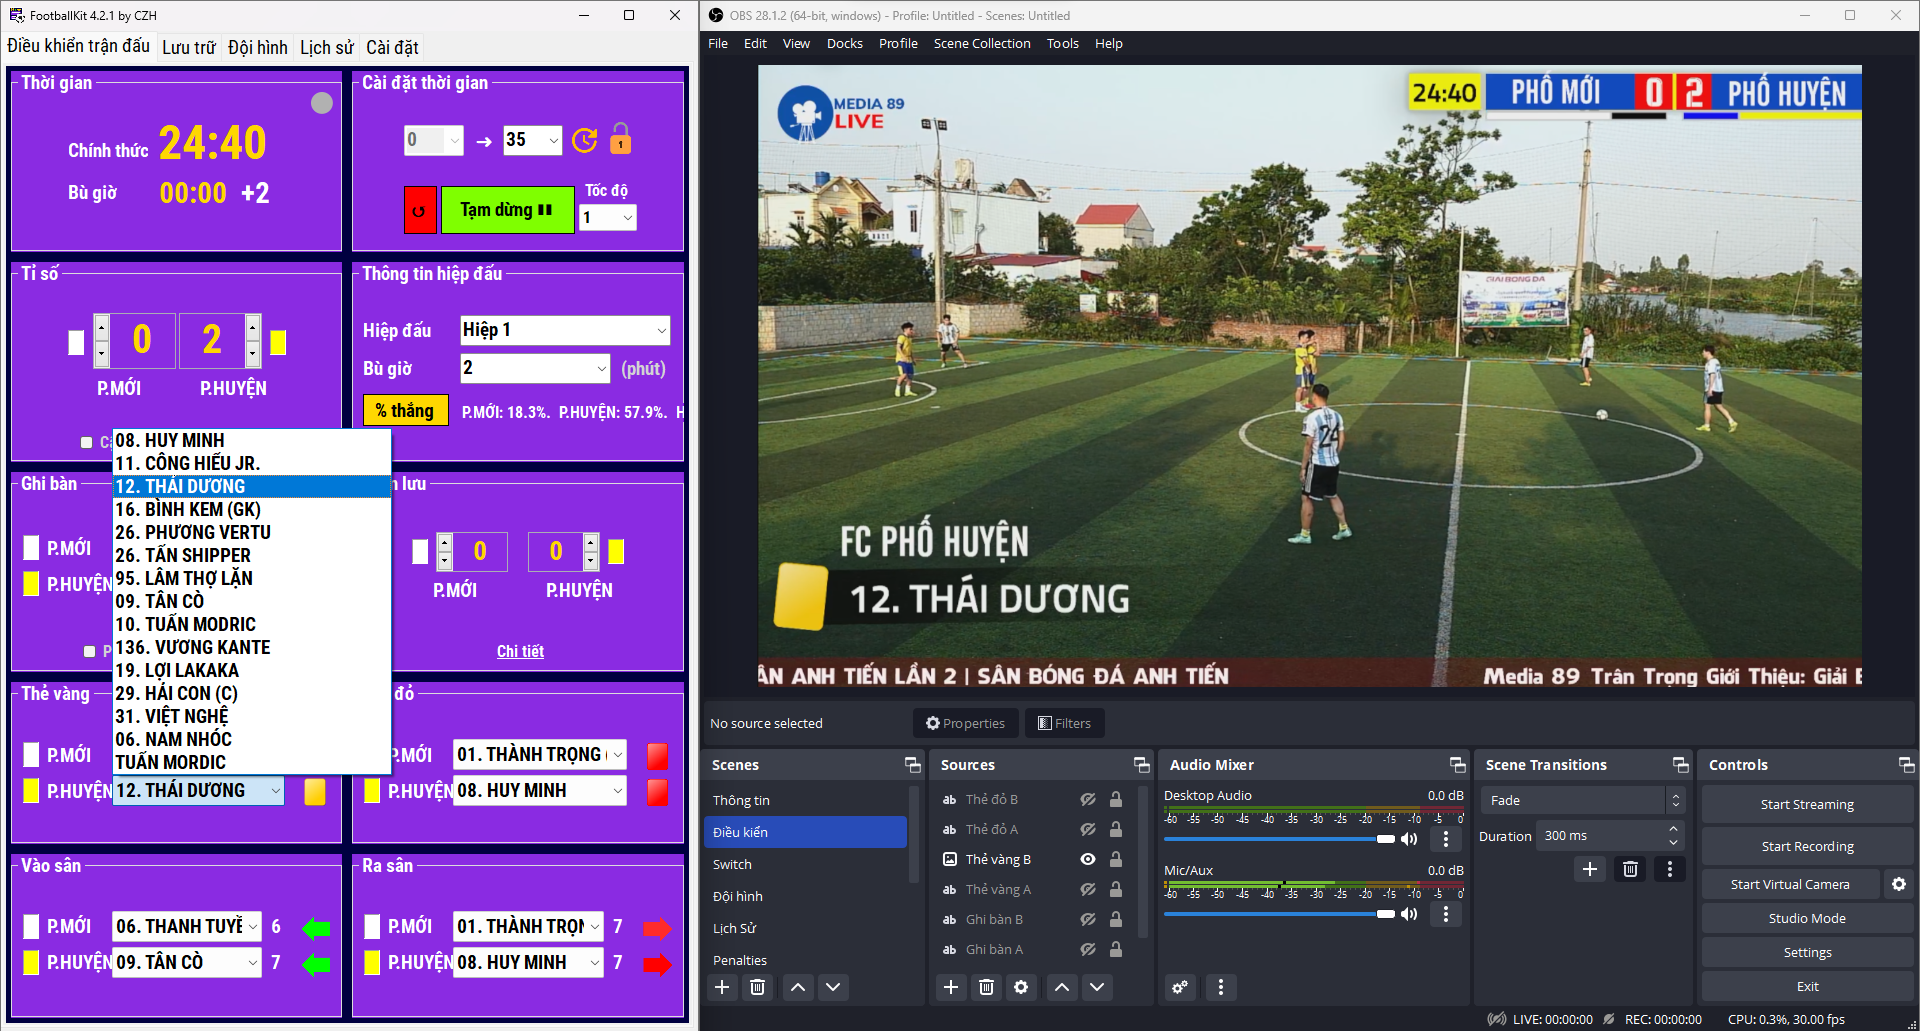 FootballKit 4.2.1 by CZH
Điều khiển trận đấu
Lưu trữ
Đội hình
Lịch sử
Cài đặt
Thời gian
Chính thức
24:40
Bù giờ
00:00 +2
Cài đặt thời gian
0
35
1
Tạm dừng
Tốc độ
1
Tỉ số
0
2
P.MỚI
P.HUYỆN
Thông tin hiệp đấu
Hiệp đấu
Hiệp 1
Bù giờ
2
(phút)
% thắng
P.MỚI: 18.3%. P.HUYỆN: 57.9%.
08. HUY MINH
11. CÔNG HIẾU JR.
12. THÁI DƯƠNG
16. BÌNH KEM (GK)
26. PHƯƠNG VERTU
26. TẤN SHIPPER
95. LÂM THỢ LẶN
09. TÂN CÒ
10. TUẤN MODRIC
136. VƯƠNG KANTE
19. LỢI LAKAKA
29. HẢI CON (C)
31. VIỆT NGHỆ
06. NAM NHÓC
TUẤN MORDIC
Ghi bàn
P.MỚI
P.HUYỆN
lưu
0
0
P.MỚI
P.HUYỆN
Chi tiết
Thẻ vàng
P.MỚI
P.HUYỆN
12. THÁI DƯƠNG
đỏ
P.MỚI
01. THÀNH TRỌNG
P.HUYỆN
08. HUY MINH
Vào sân
P.MỚI
06. THANH TUYỀ
6
P.HUYỆN
09. TÂN CÒ
7
Ra sân
P.MỚI
01. THÀNH TRỌN
7
P.HUYỆN
08. HUY MINH
7
OBS 28.1.2 (64-bit, windows) - Profile: Untitled - Scenes: Untitled
File
Edit
View
Docks
Profile
Scene Collection
Tools
Help
MEDIA 89
LIVE
24:40
PHỐ MỚI
0
2
PHỐ HUYỆN
GIẢI BÓNG ĐÁ
24
FC PHỐ HUYỆN
12. THÁI DƯƠNG
ÂN ANH TIẾN LẦN 2 | SÂN BÓNG ĐÁ ANH TIẾN
Media 89 Trân Trọng Giới Thiệu: Giải
No source selected
Properties
Filters
Scenes
Thông tin
Điều kiển
Switch
Đội hình
Lịch Sử
Penalties
Sources
ab Thẻ đỏ B
ab Thẻ đỏ A
Thẻ vàng B
ab Thẻ vàng A
ab Ghi bàn B
ab Ghi bàn A
Audio Mixer
Desktop Audio
0.0 dB
-60 -55 -50 -45 -40 -35 -30 -25 -20 -15 -10 -5 0
Mic/Aux
0.0 dB
-60 -55 -50 -45 -40 -35 -30 -25 -20 -15 -10 -5 0
Scene Transitions
Fade
Duration
300 ms
Controls
Start Streaming
Start Recording
Start Virtual Camera
Studio Mode
Settings
Exit
LIVE: 00:00:00
REC: 00:00:00
CPU: 0.3%, 30.00 fps